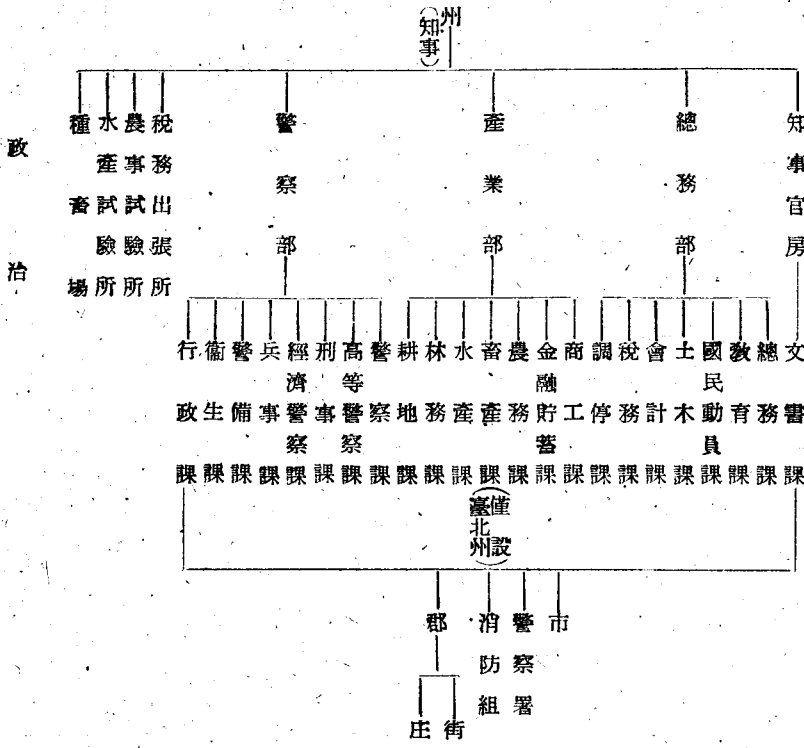 州
（知事）
知事官房
總務部
產業部
警察部
稅務出張所
農事試驗所
水產試驗所
種畜場
文書課
總務課
教育課
國民動員課
土木課
會計課
稅務課
調停課
商工課
金融貯蓄課
農務課
畜產課
（僅設臺北州）
水產課
林務課
耕地課
警察課
高等警察課
刑事課
經濟警察課
兵事課
警備課
衞生課
行政課
市
警察署
消防組
郡
街
庄
政治